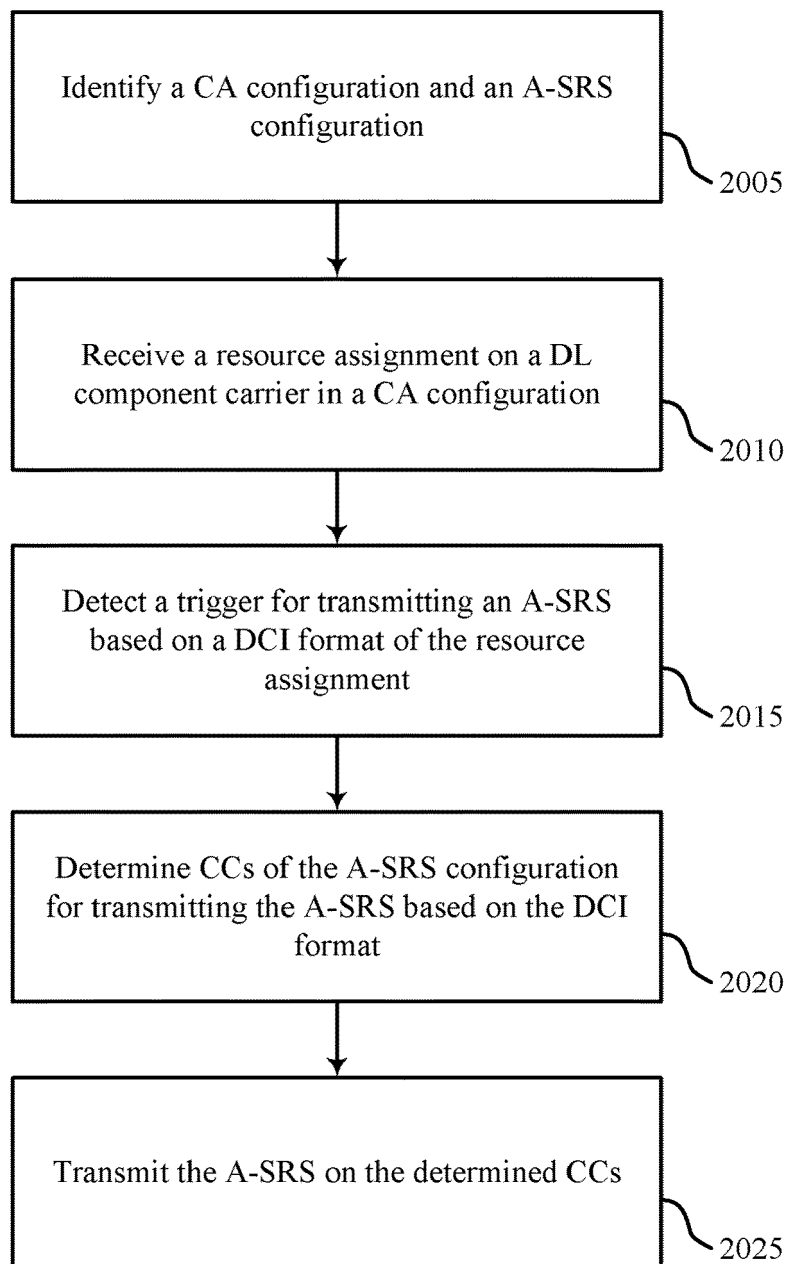 Identify a CA configuration and an A-SRS
configuration
2005
Receive a resource assignment on a DL
component carrier in a CA configuration
2010
Detect a trigger for transmitting an A-SRS
based on a DCI format of the resource
assignment
2015
Determine CCs of the A-SRS configuration
for transmitting the A-SRS based on the DCI
format
2020
Transmit the A-SRS on the determined CCs
2025